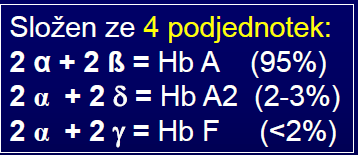 Složen ze 4 podjednotek:
2 α + 2 ß = Hb A (95%)
2 α + 2 δ = Hb A2 (2-3%)
2 α + 2 γ = Hb F (<2%)